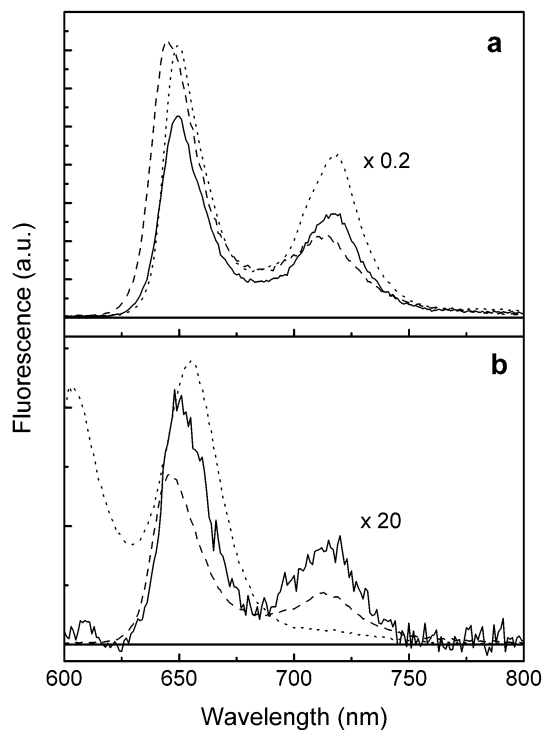 a
x 0.2
Fluorescence (a.u.)
b
x 20
600 650 700 750 800
Wavelength (nm)